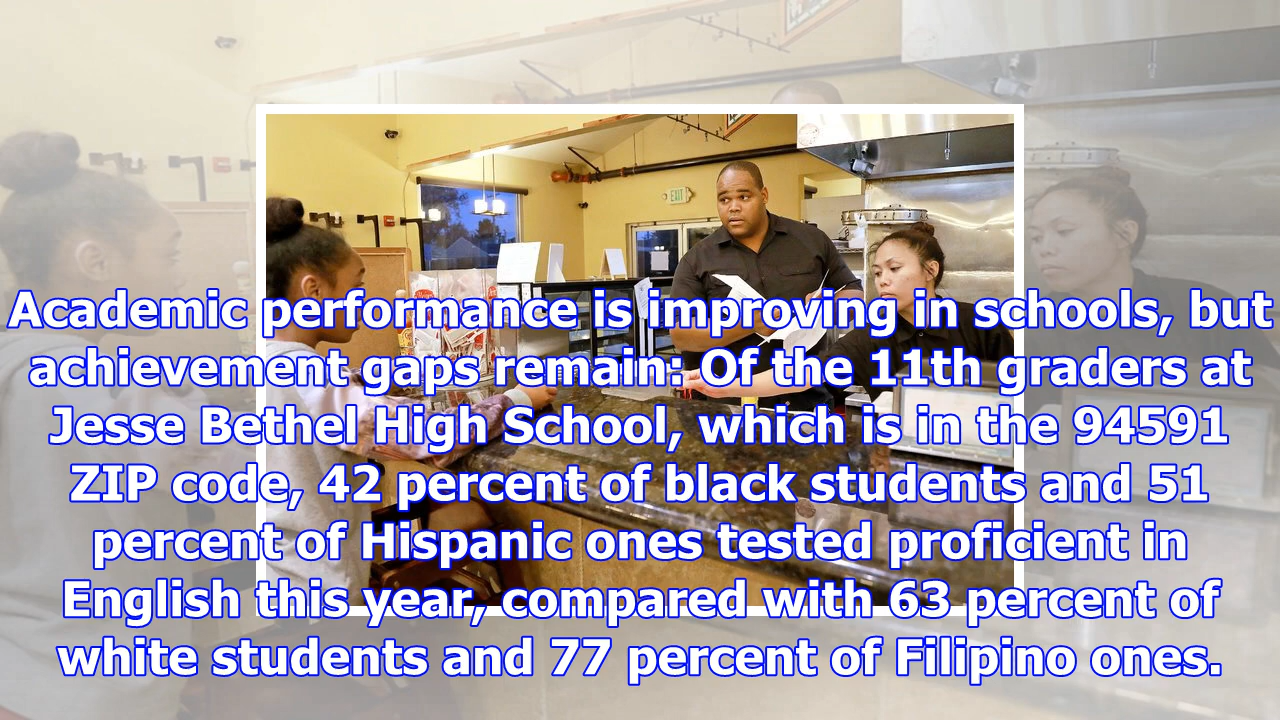 EXIT
Academic performance is improving in schools, but
achievement gaps remain: Of the 11th graders at
Jesse Bethel High School, which is in the 94591
ZIP code, 42 percent of black students and 51
percent of Hispanic ones tested proficient in
English this year, compared with 63 percent of
white students and 77 percent of Filipino ones.